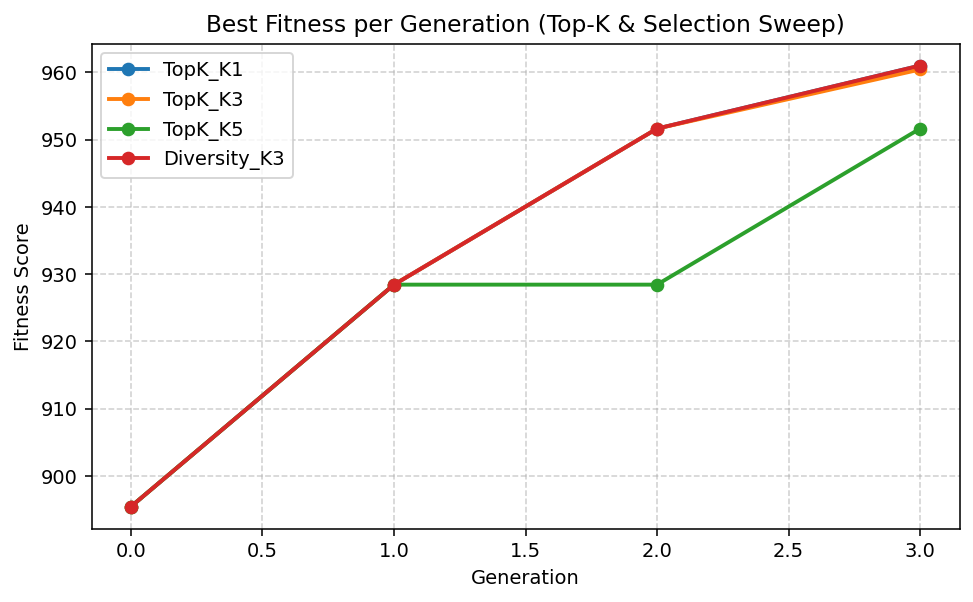 Best Fitness per Generation (Top-K & Selection Sweep)
TopK_K1
TopK_K3
TopK_K5
Diversity_K3
Fitness Score
960
950
940
930
920
910
900
0.0 0.5 1.0 1.5 2.0 2.5 3.0
Generation